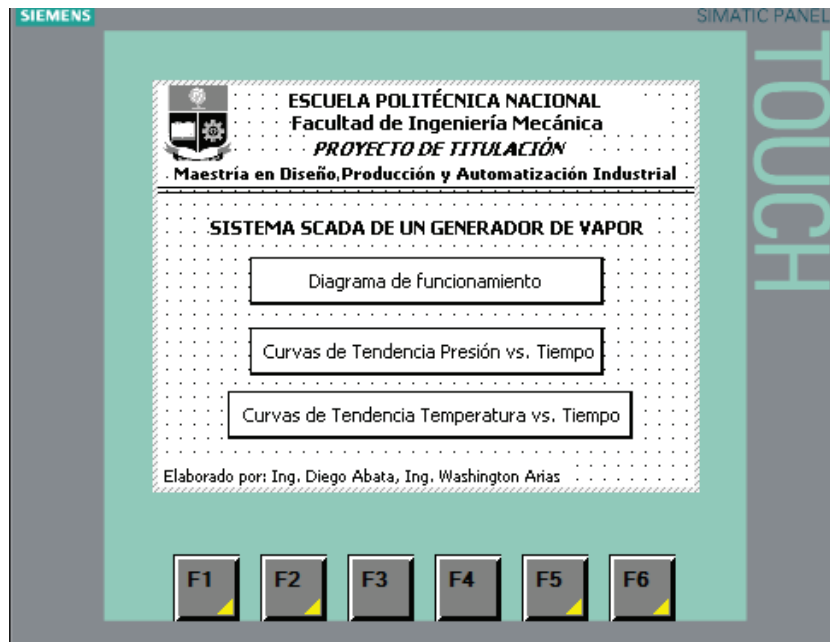 SIEMENS
SIMATIC PANEL
TOUCH
ESCUELA POLITÉCNICA NACIONAL
Facultad de Ingeniería Mecánica
PROYECTO DE TITULACIÓN
Maestría en Diseño,Producción y Automatización Industrial
SISTEMA SCADA DE UN GENERADOR DE VAPOR
Diagrama de funcionamiento
Curvas de Tendencia Presión vs. Tiempo
Curvas de Tendencia Temperatura vs. Tiempo
Elaborado por: Ing. Diego Abata, Ing. Washington Arias
F1 F2 F3 F4 F5 F6